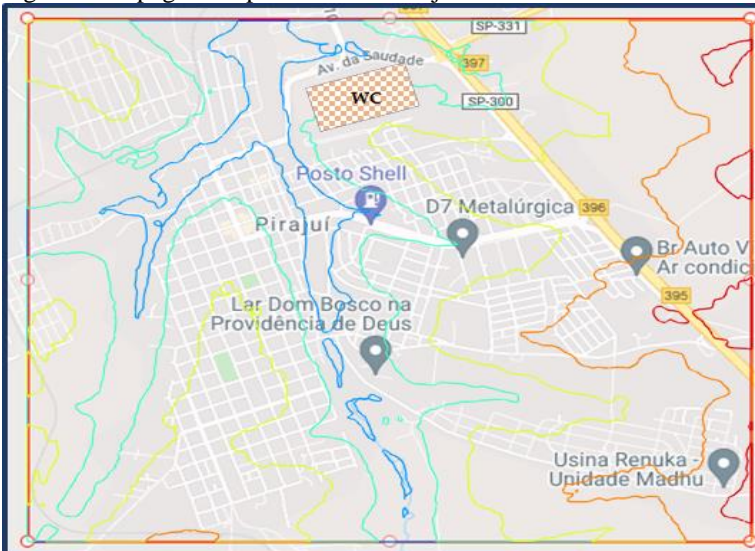 SP-331
Av. da Saudade
397
WC
SP-300
Posto Shell
Pirajuí
D7 Metalúrgica
396
Br Auto V
Ar condic
395
Lar Dom Bosco na
Providência de Deus
Usina Renuka -
Unidade Madhu